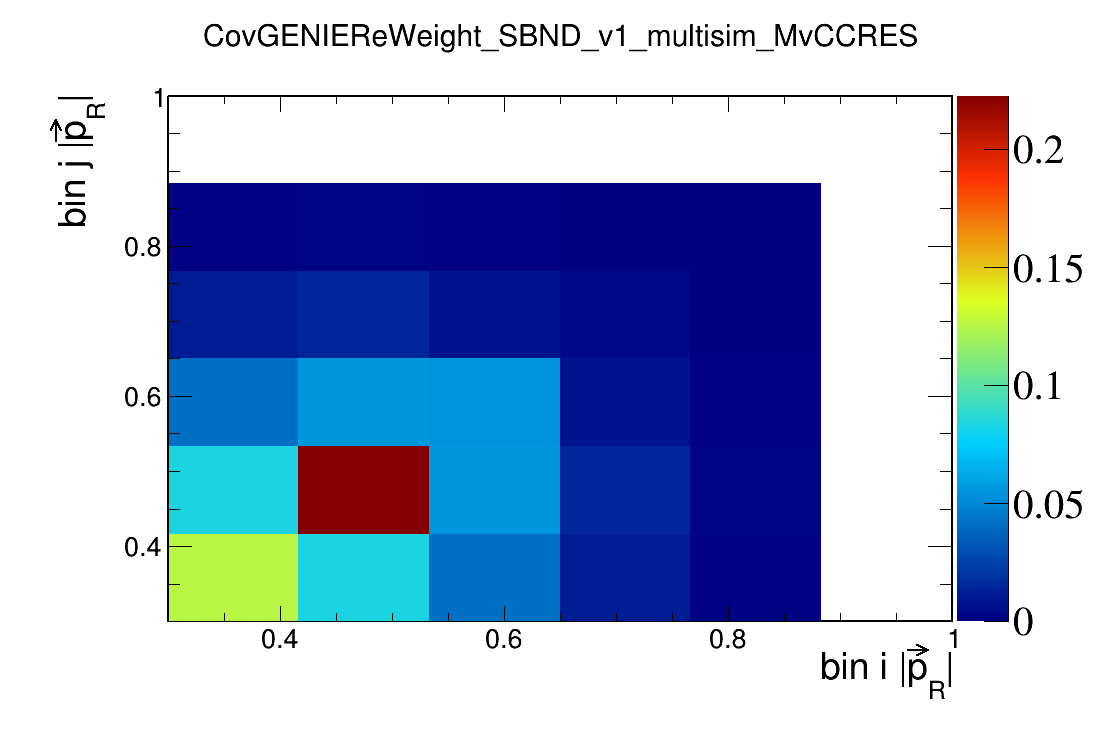 CovGENIEReWeight_SBND_v1_multisim_MvCCRES
bin j |p⃗_R|
1
0.8
0.6
0.4
0.4 0.6 0.8 1
bin i |p⃗_R|
0.2
0.15
0.1
0.05
0